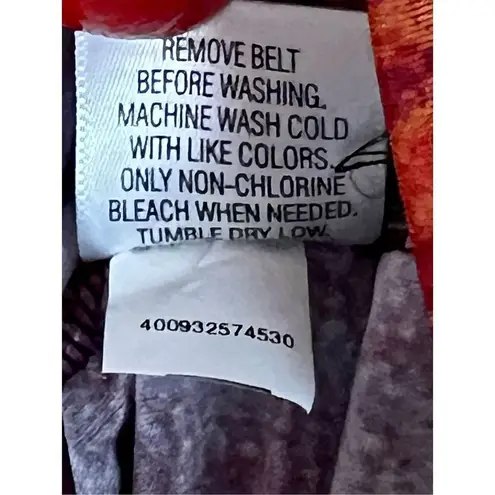 REMOVE BELT
BEFORE WASHING.
MACHINE WASH COLD
WITH LIKE COLORS.
ONLY NON-CHLORINE
BLEACH WHEN NEEDED.
TUMBLE DRY LOW.
400932574530